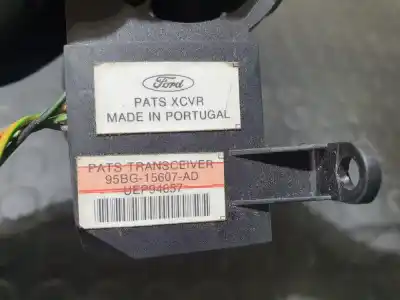 Ford
PATS XCVR
MADE IN PORTUGAL
PATS TRANSCEIVER
95BG-15607-AD
UEP94657